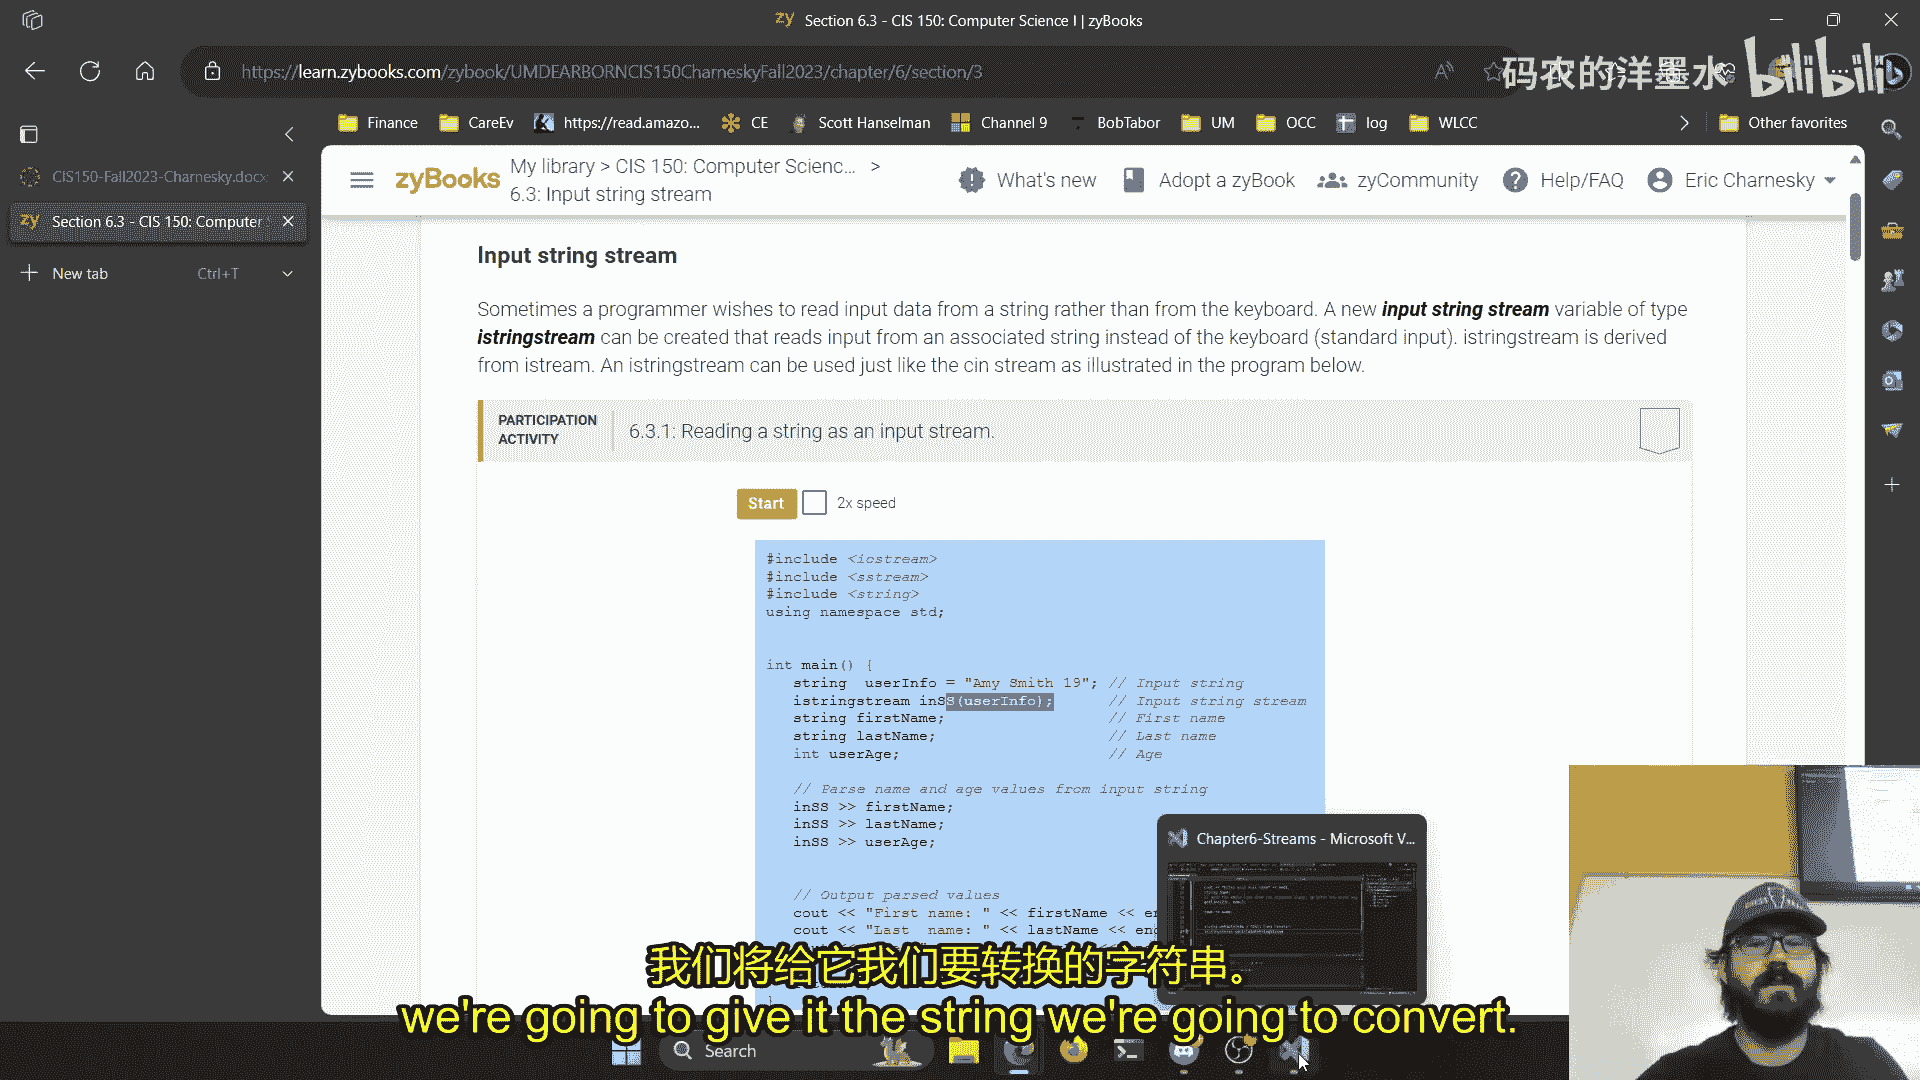 Section 6.3 - CIS 150: Computer Science I | zyBooks
https://learn.zybooks.com/zybook/UMDEARBORNCIS150CharneskyFall2023/chapter/6/section/3
码农的洋墨水 bilibili
Finance CareEv https://read.amazo... CE Scott Hanselman Channel 9 BobTabor UM OCC log WLCC Other favorites
CIS150-Fall2023-Charnesky.docx
Section 6.3 - CIS 150: Computer
New tab Ctrl+T
zyBooks My library > CIS 150: Computer Scienc... >
6.3: Input string stream
What's new Adopt a zyBook zyCommunity Help/FAQ Eric Charnesky
Input string stream
Sometimes a programmer wishes to read input data from a string rather than from the keyboard. A new input string stream variable of type
istringstream can be created that reads input from an associated string instead of the keyboard (standard input). istringstream is derived
from istream. An istringstream can be used just like the cin stream as illustrated in the program below.
PARTICIPATION
ACTIVITY
6.3.1: Reading a string as an input stream.
Start 2x speed
#include <iostream>
#include <sstream>
#include <string>
using namespace std;
int main() {
string userInfo = "Amy Smith 19"; // Input string
istringstream inSS(userInfo); // Input string stream
string firstName; // First name
string lastName; // Last name
int userAge; // Age
// Parse name and age values from input string
inSS >> firstName;
inSS >> lastName;
inSS >> userAge;
// Output parsed values
cout << "First name: " << firstName <<
cout << "Last name: " << lastName <<
Chapter6-Streams - Microsoft V...
我们将给它我们要转换的字符串。
we're going to give it the string we're going to convert.
Search